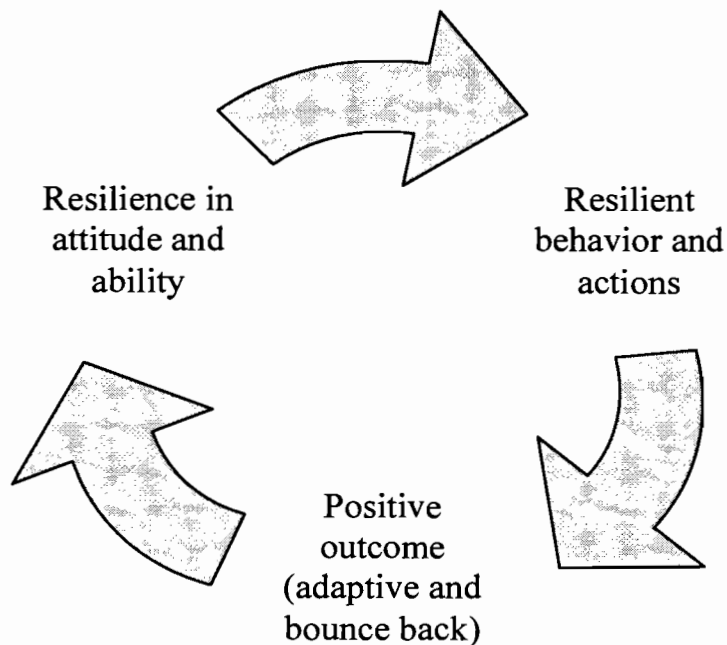 Resilience in
attitude and
ability
Resilient
behavior and
actions
Positive
outcome
(adaptive and
bounce back)